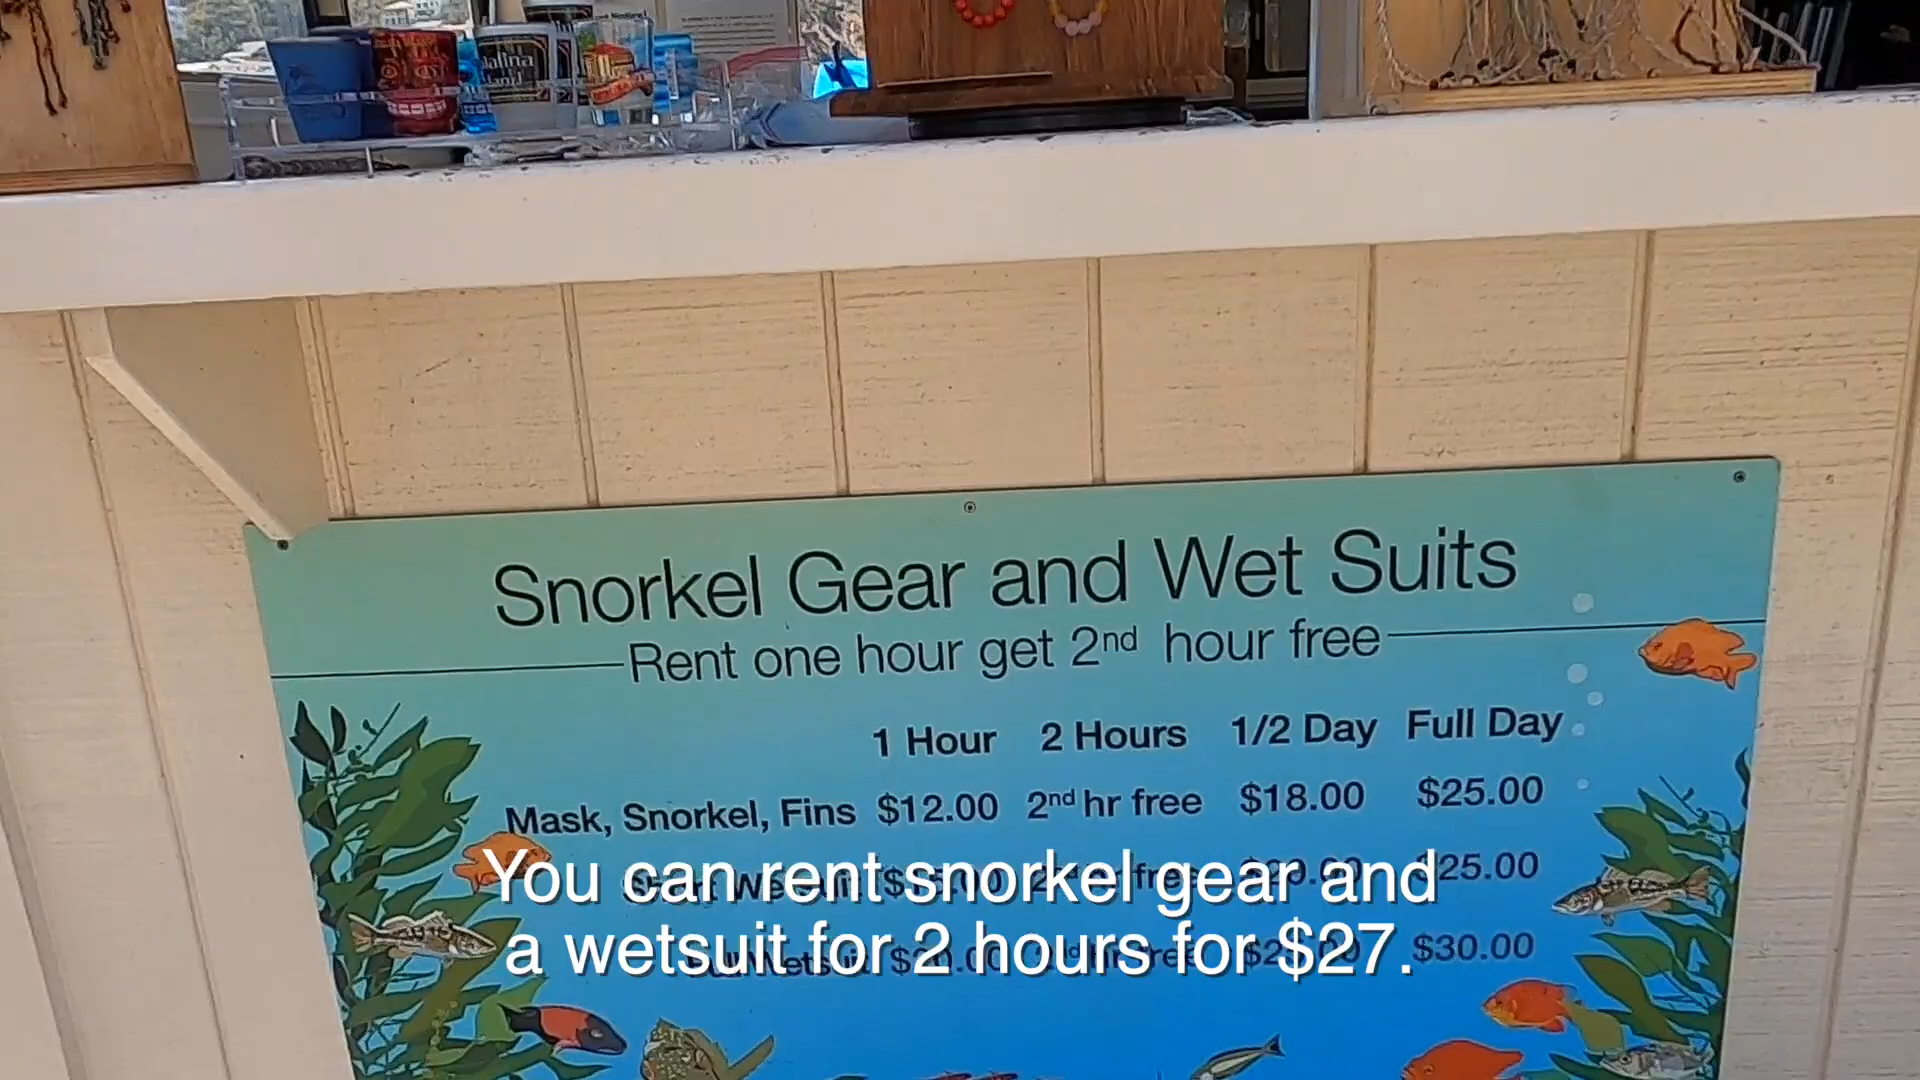 Snorkel Gear and Wet Suits
Rent one hour get 2nd hour free
1 Hour 2 Hours 1/2 Day Full Day
Mask, Snorkel, Fins $12.00 2nd hr free $18.00 $25.00
$25.00
You can rent snorkel gear and
$30.00
a wetsuit for 2 hours for $27.